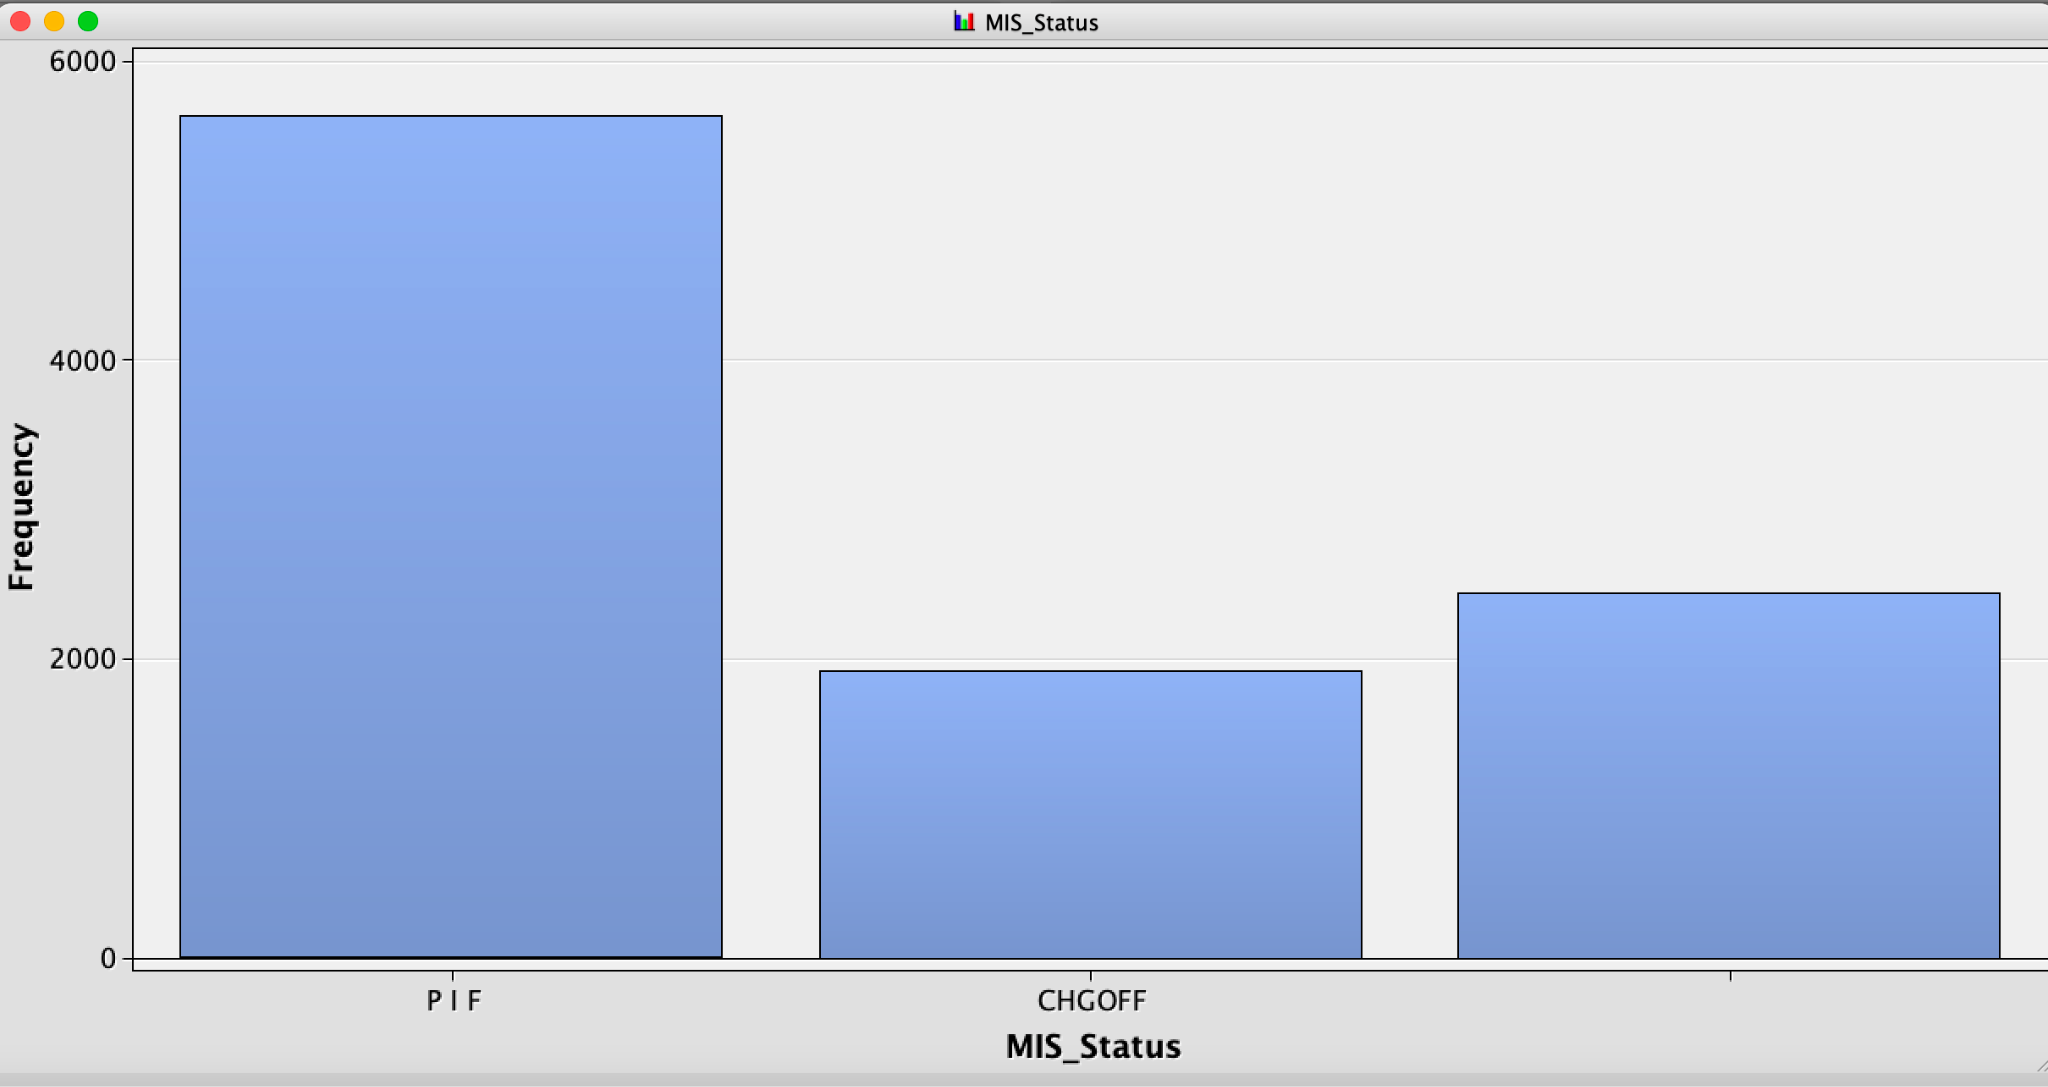 MIS_Status
6000
4000
2000
0
Frequency
P I F
CHGOFF
MIS_Status